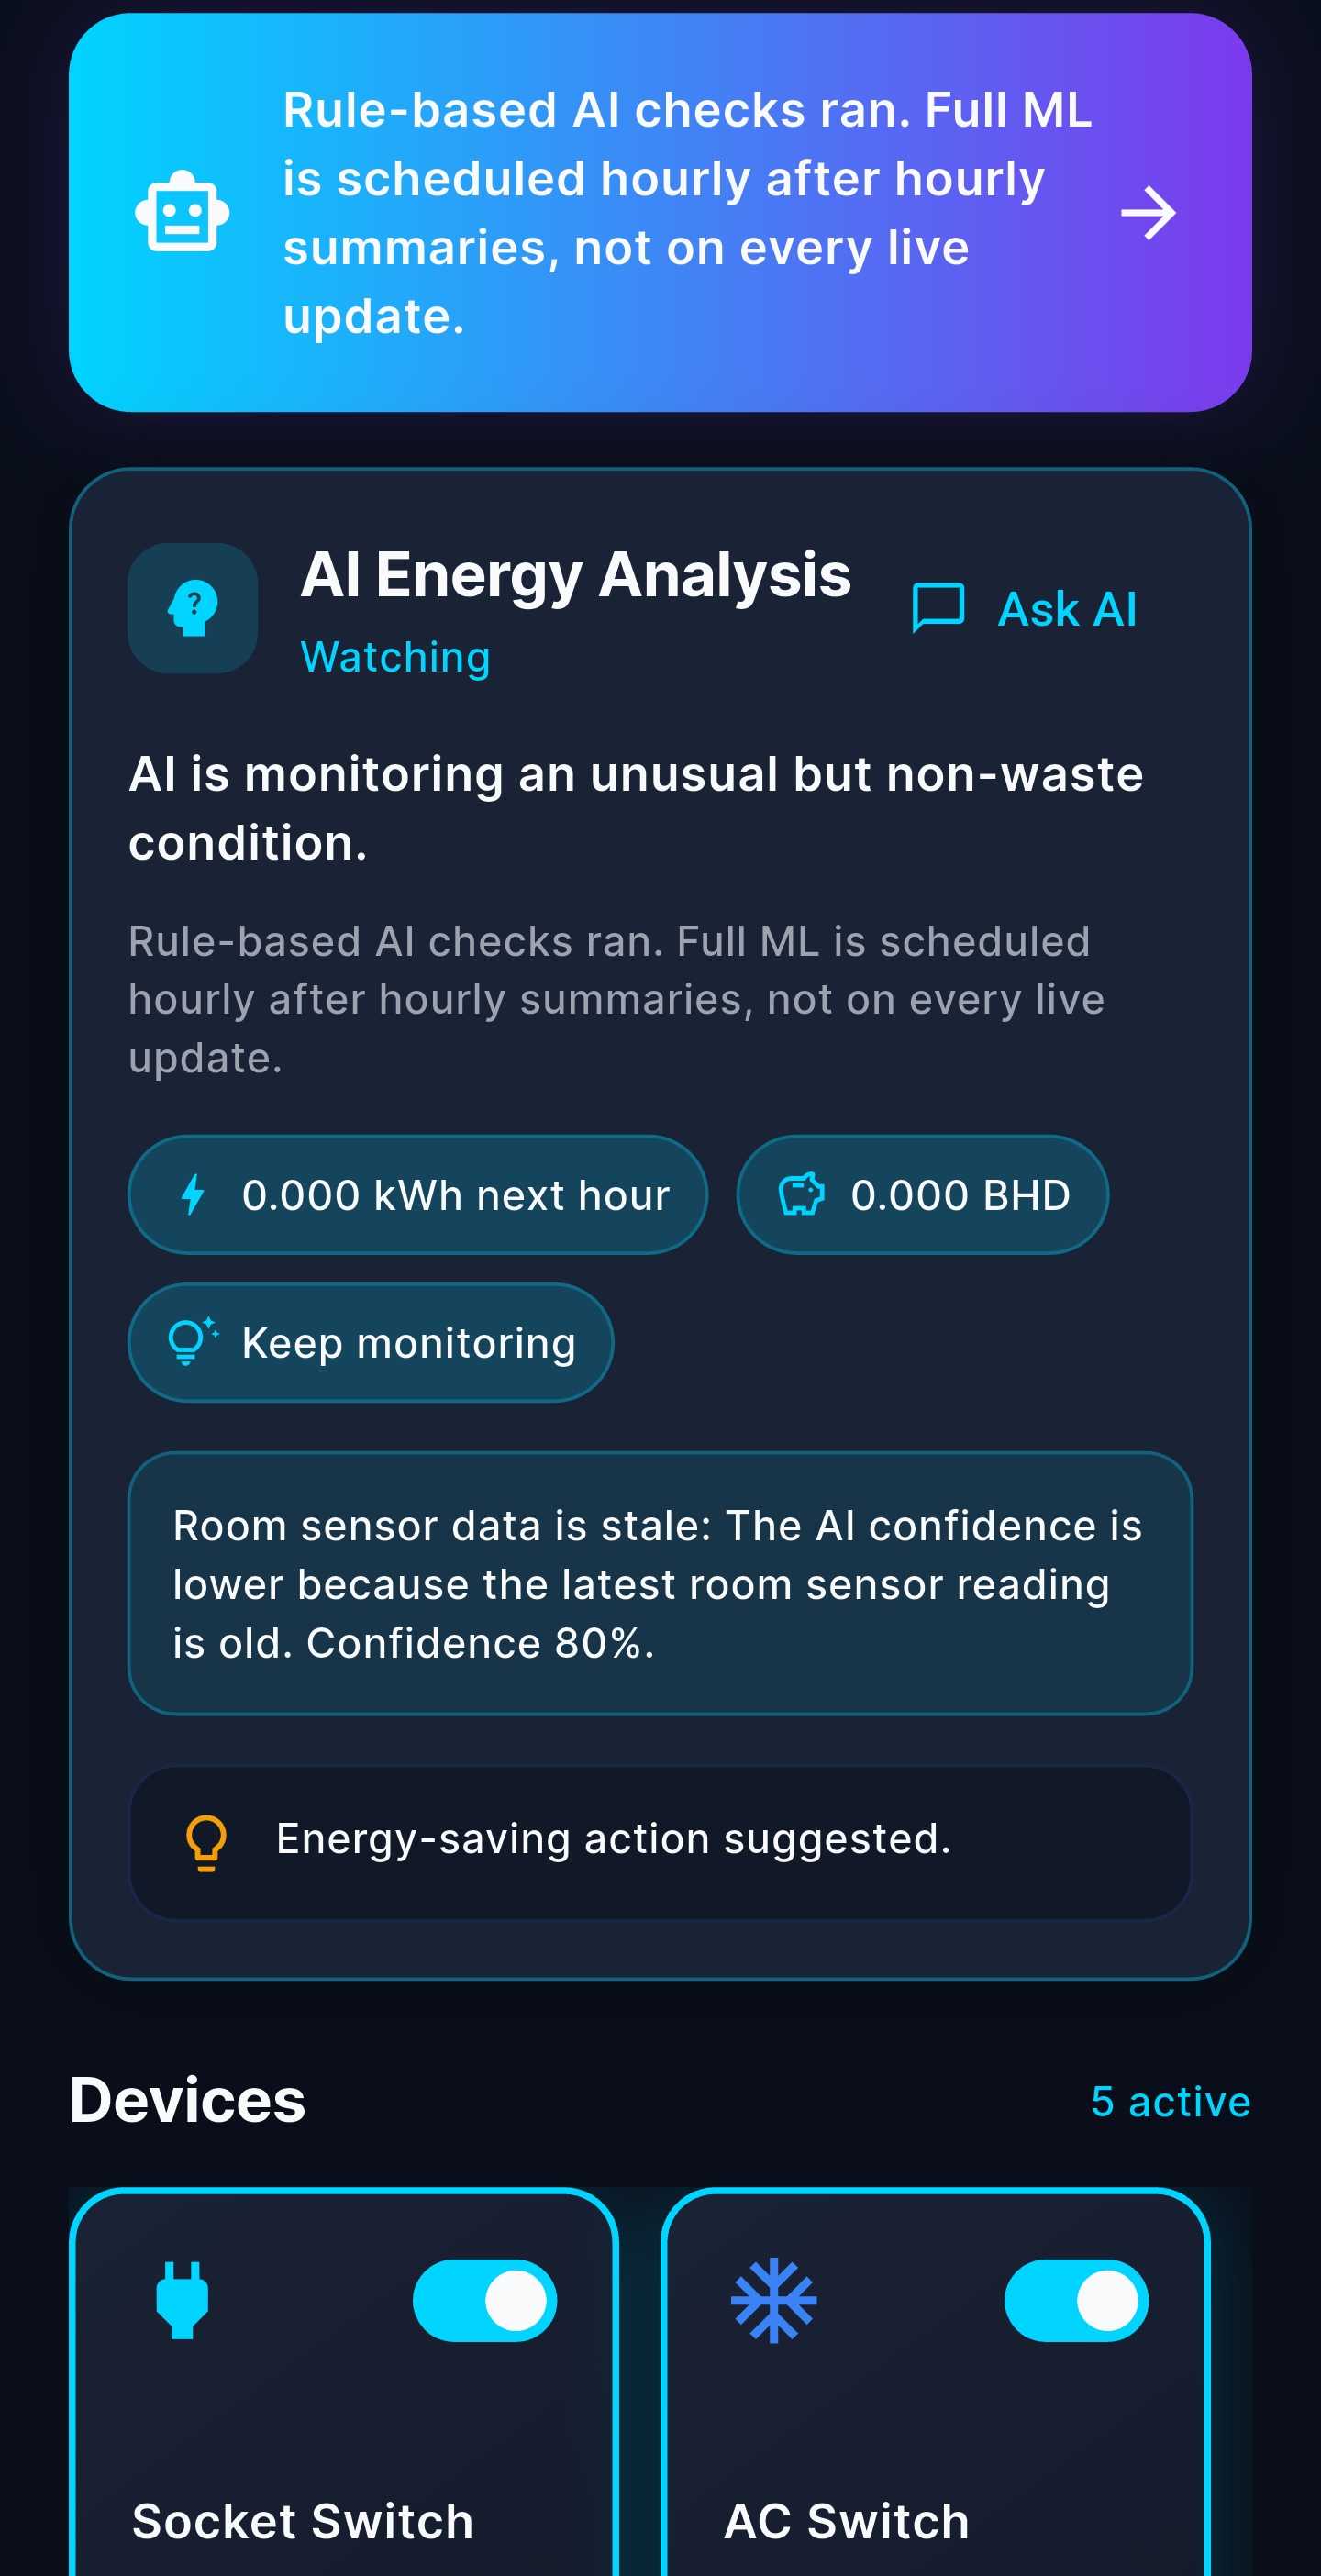 Rule-based AI checks ran. Full ML
is scheduled hourly after hourly
summaries, not on every live
update.
AI Energy Analysis
Watching
Ask AI
AI is monitoring an unusual but non-waste
condition.
Rule-based AI checks ran. Full ML is scheduled
hourly after hourly summaries, not on every live
update.
0.000 kWh next hour
0.000 BHD
Keep monitoring
Room sensor data is stale: The AI confidence is
lower because the latest room sensor reading
is old. Confidence 80%.
Energy-saving action suggested.
Devices
5 active
Socket Switch
AC Switch